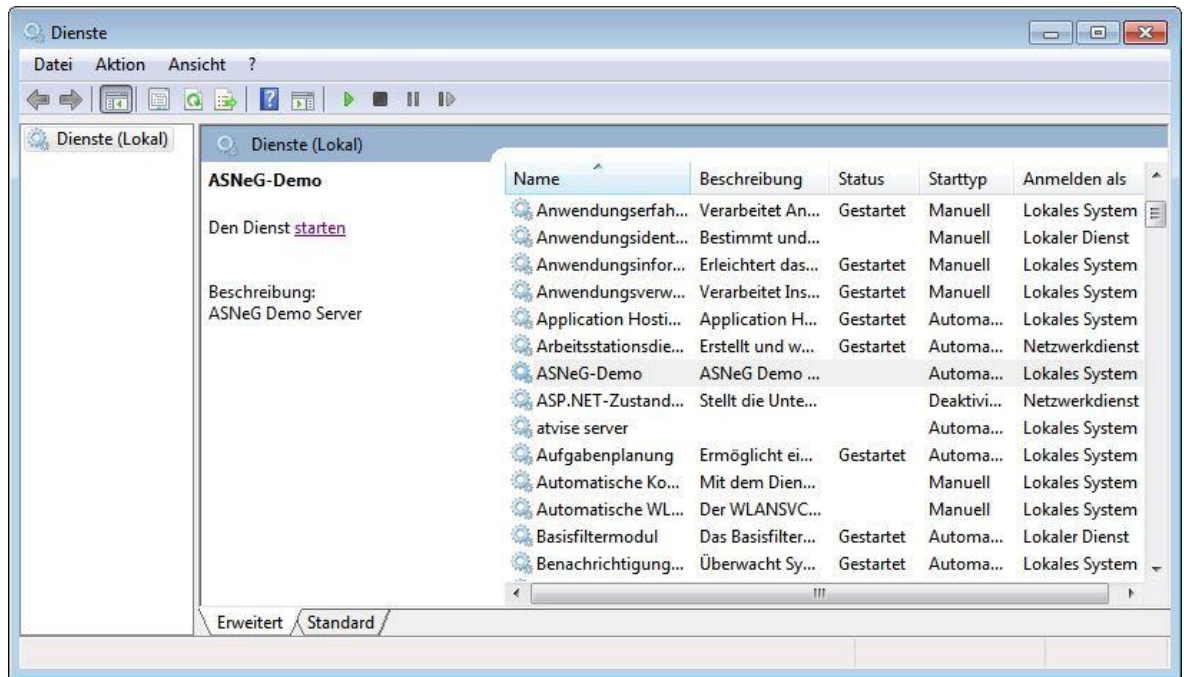 Dienste
Datei Aktion Ansicht ?
Dienste (Lokal)
Dienste (Lokal)
ASNeG-Demo
Den Dienst starten
Beschreibung:
ASNeG Demo Server
Name Beschreibung Status Starttyp Anmelden als
Anwendungserfah... Verarbeitet An... Gestartet Manuell Lokales System
Anwendungsident... Bestimmt und... Manuell Lokaler Dienst
Anwendungsinfor... Erleichtert das... Gestartet Manuell Lokales System
Anwendungsverw... Verarbeitet Ins... Gestartet Manuell Lokales System
Application Hosti... Application H... Gestartet Automa... Lokales System
Arbeitsstationsdie... Erstellt und w... Gestartet Automa... Netzwerkdienst
ASNeG-Demo ASNeG Demo ... Automa... Lokales System
ASP.NET-Zustand... Stellt die Unte... Deaktivi... Netzwerkdienst
atvise server Automa... Lokales System
Aufgabenplanung Ermöglicht ei... Gestartet Automa... Lokales System
Automatische Ko... Mit dem Dien... Manuell Lokales System
Automatische WL... Der WLANSVC... Manuell Lokales System
Basisfiltermodul Das Basisfilter... Gestartet Automa... Lokaler Dienst
Benachrichtigung... Überwacht Sy... Gestartet Automa... Lokales System
Erweitert Standard